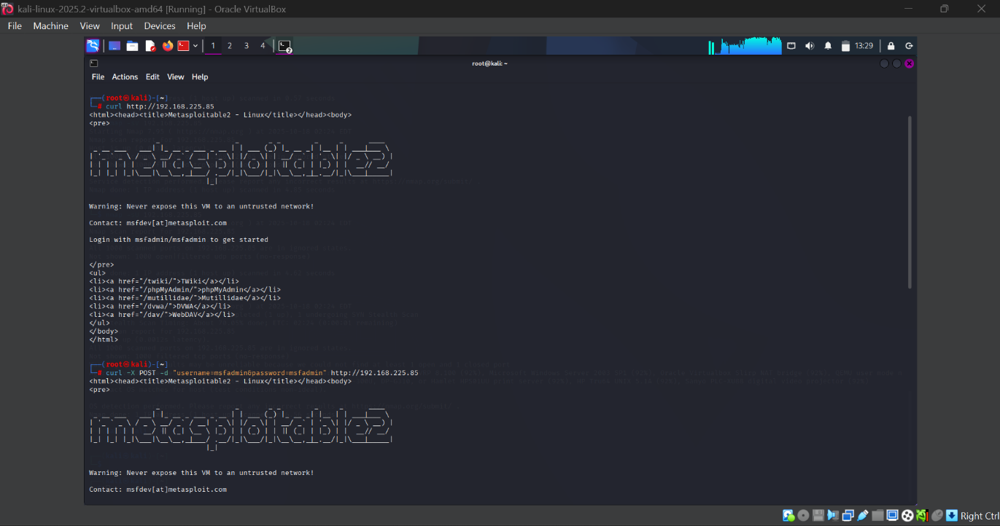 kali-linux-2025.2-virtualbox-amd64 [Running] - Oracle VirtualBox
File Machine View Input Devices Help
1 2 3 4 2 13:29
root@kali: ~
File Actions Edit View Help
(root㉿kali)-[~]
# curl http://192.168.225.85
<html><head><title>Metasploitable2 - Linux</title></head><body>
<pre>
metasploitable2
Warning: Never expose this VM to an untrusted network!
Contact: msfdev[at]metasploit.com
Login with msfadmin/msfadmin to get started
</pre>
<ul>
<li><a href="/twiki/">TWiki</a></li>
<li><a href="/phpMyAdmin/">phpMyAdmin</a></li>
<li><a href="/mutillidae/">Mutillidae</a></li>
<li><a href="/dvwa/">DVWA</a></li>
<li><a href="/dav/">WebDAV</a></li>
</ul>
</body>
</html>
(root㉿kali)-[~]
# curl -X POST -d "username=msfadmin&password=msfadmin" http://192.168.225.85
<html><head><title>Metasploitable2 - Linux</title></head><body>
<pre>
metasploitable2
Warning: Never expose this VM to an untrusted network!
Contact: msfdev[at]metasploit.com
Right Ctrl